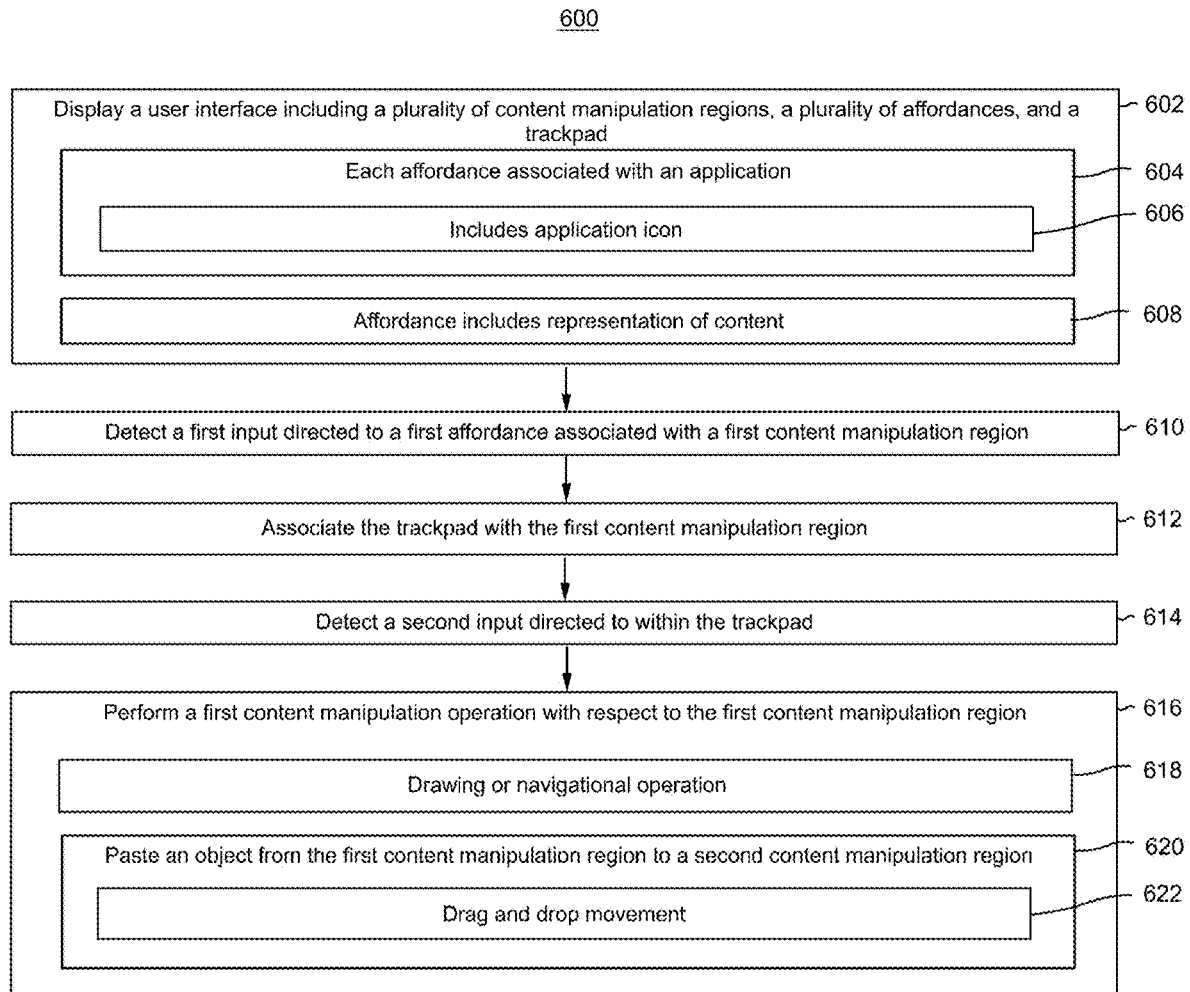 600
Display a user interface including a plurality of content manipulation regions, a plurality of affordances, and a
trackpad
602
Each affordance associated with an application
604
Includes application icon
606
Affordance includes representation of content
608
Detect a first input directed to a first affordance associated with a first content manipulation region
610
Associate the trackpad with the first content manipulation region
612
Detect a second input directed to within the trackpad
614
Perform a first content manipulation operation with respect to the first content manipulation region
616
Drawing or navigational operation
618
Paste an object from the first content manipulation region to a second content manipulation region
620
Drag and drop movement
622